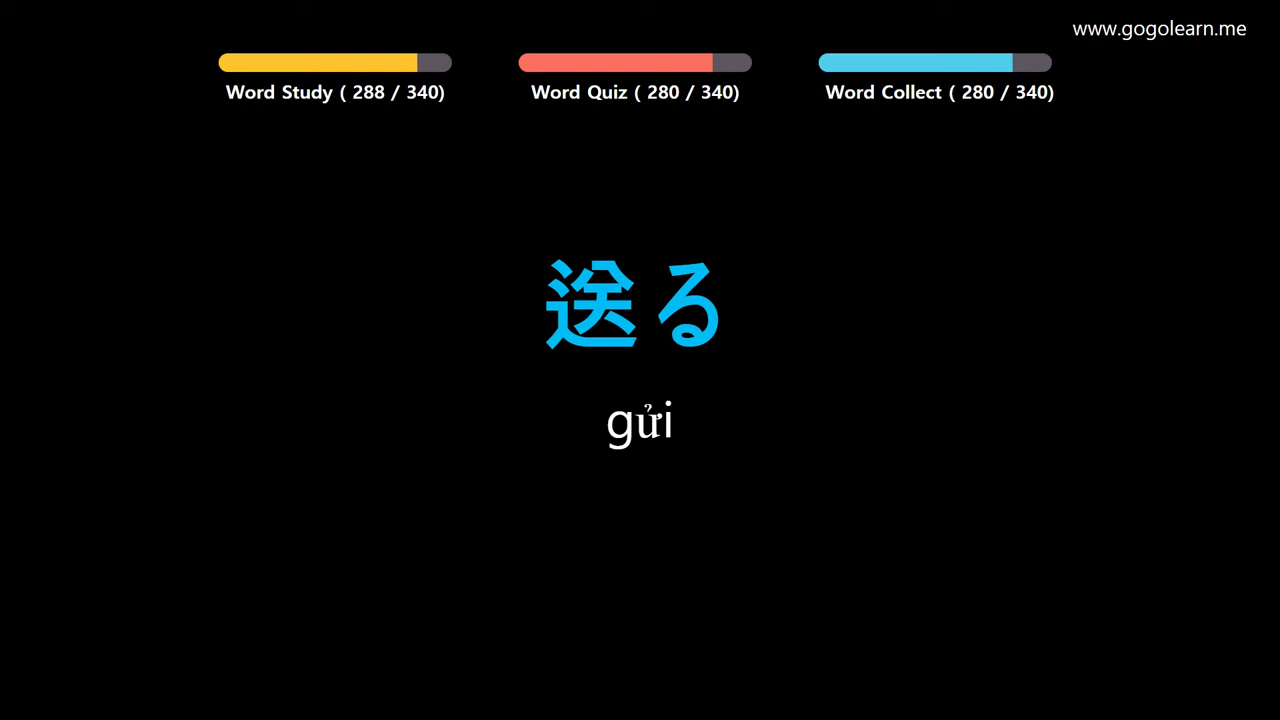 www.gogolearn.me
Word Study ( 288 / 340)
Word Quiz ( 280 / 340)
Word Collect ( 280 / 340)
送る
gửi